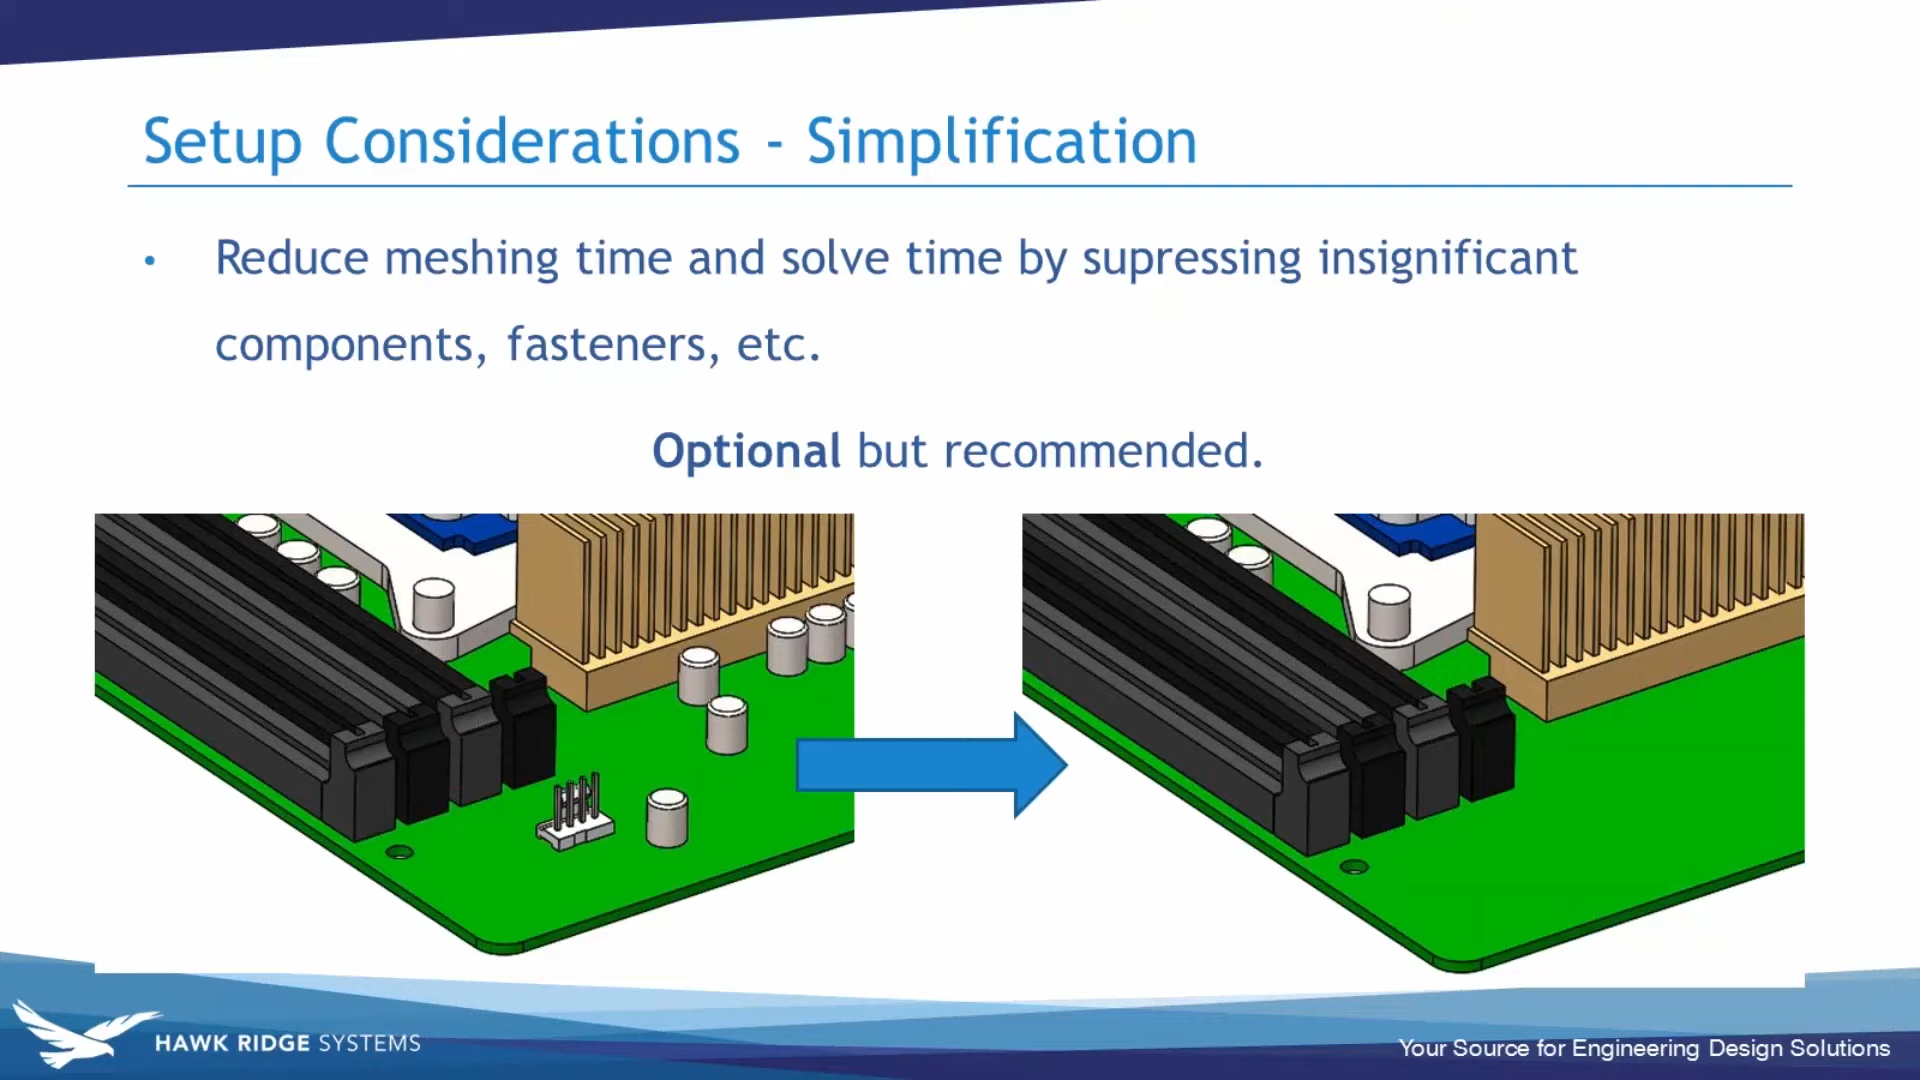 Setup Considerations - Simplification
• Reduce meshing time and solve time by supressing insignificant
components, fasteners, etc.
Optional but recommended.
HAWK RIDGE SYSTEMS
Your Source for Engineering Design Solutions